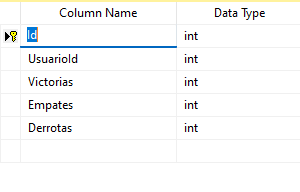 Column Name Data Type
Id int
UsuarioId int
Victorias int
Empates int
Derrotas int